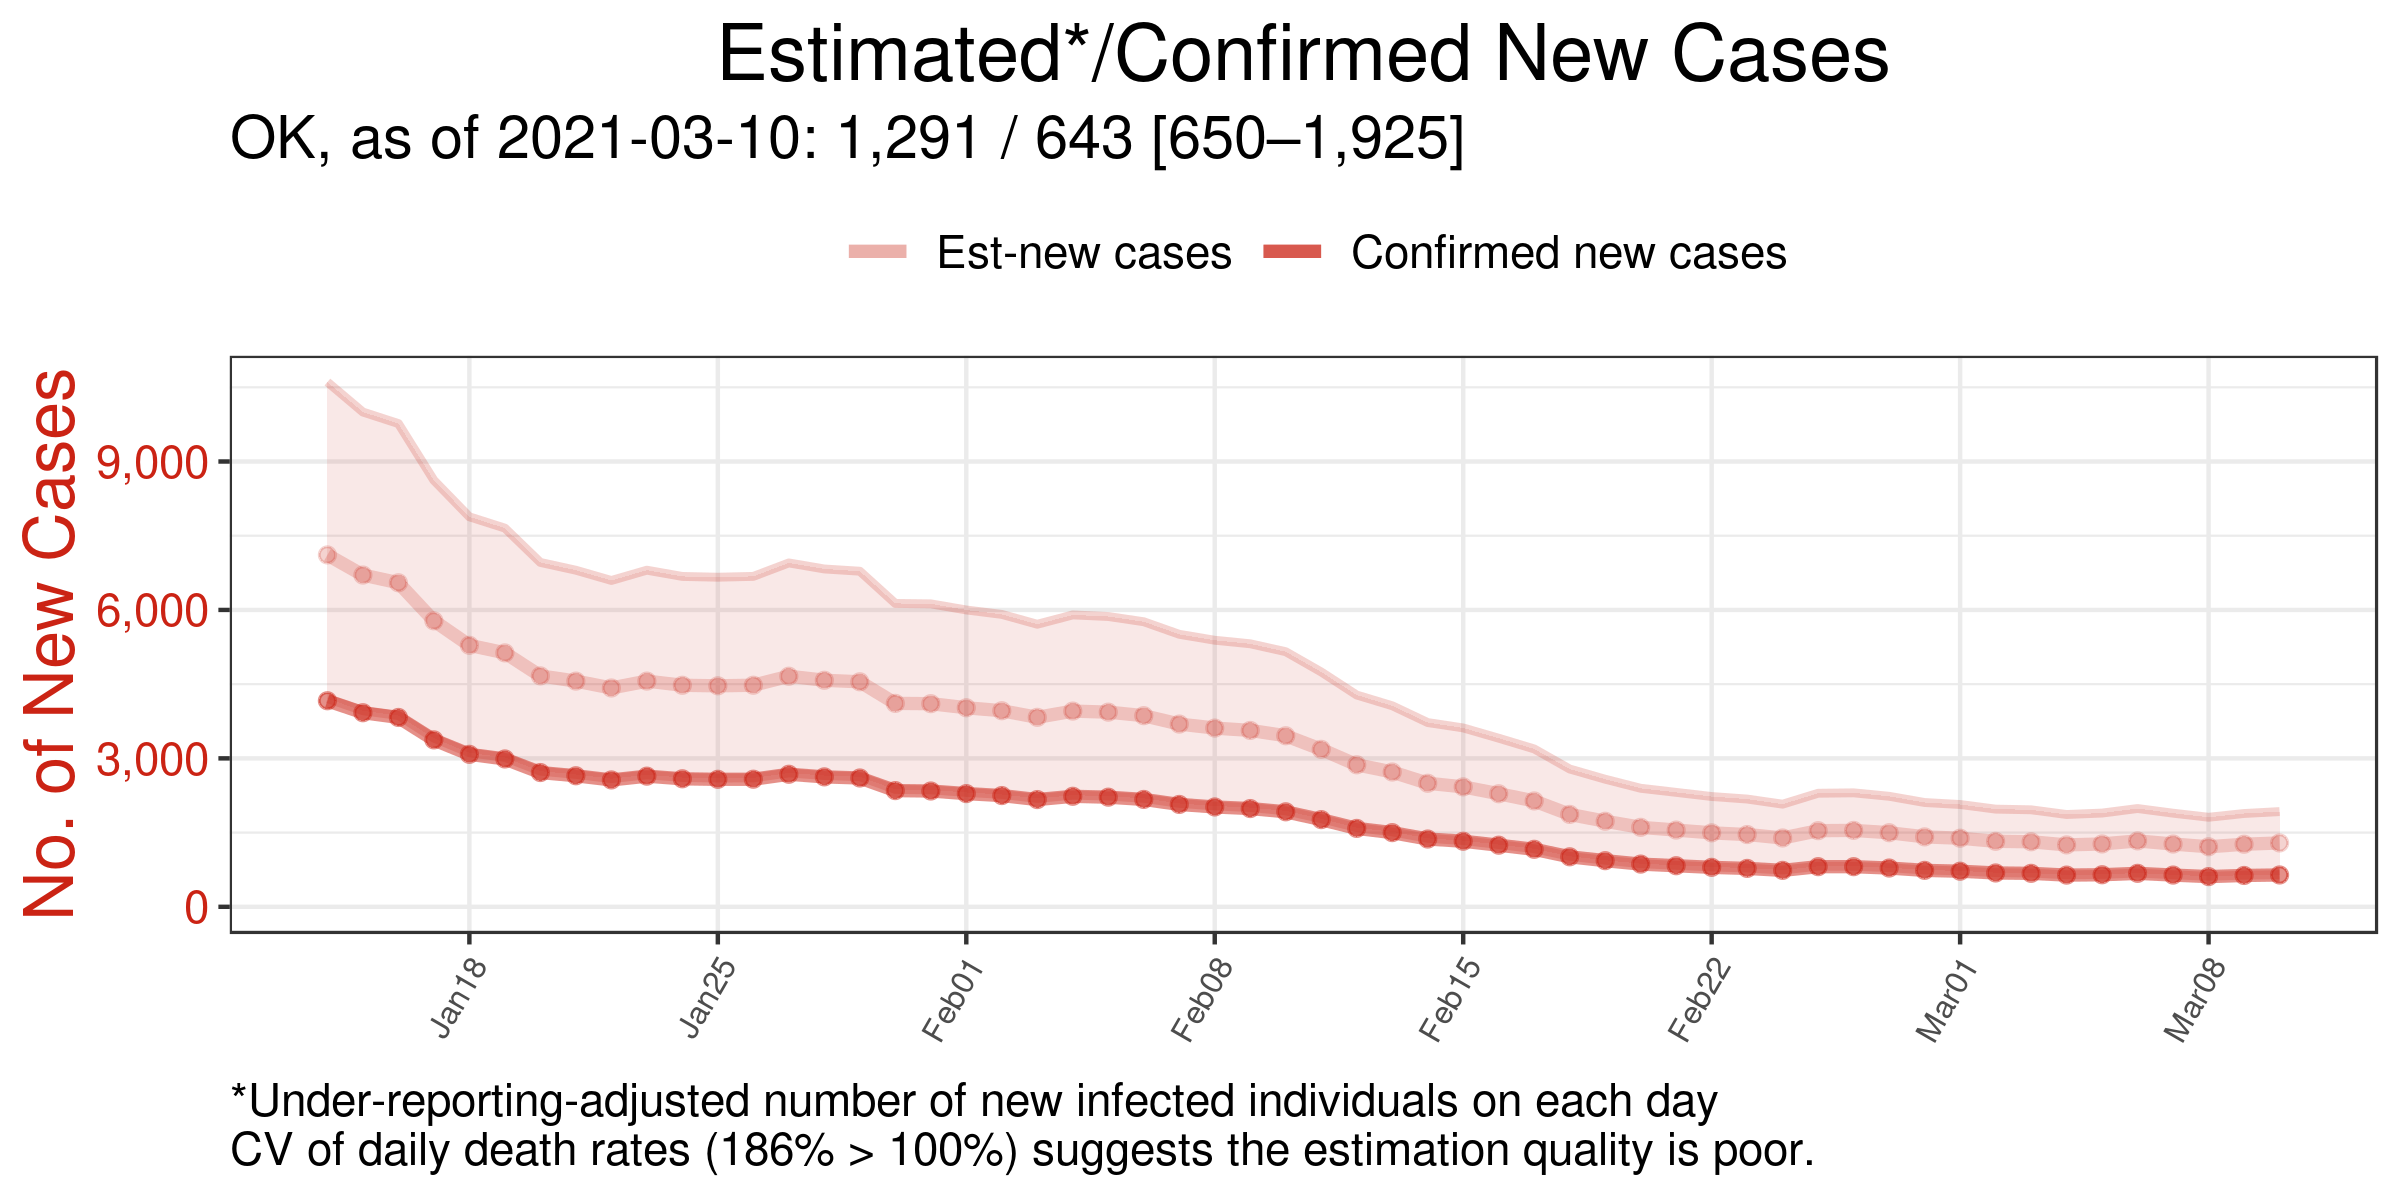 Estimated*/Confirmed New Cases
OK, as of 2021-03-10: 1,291 / 643 [650–1,925]
Est-new cases
Confirmed new cases
No. of New Cases
9,000
6,000
3,000
0
Jan18
Jan25
Feb01
Feb08
Feb15
Feb22
Mar01
Mar08
*Under-reporting-adjusted number of new infected individuals on each day
CV of daily death rates (186% > 100%) suggests the estimation quality is poor.